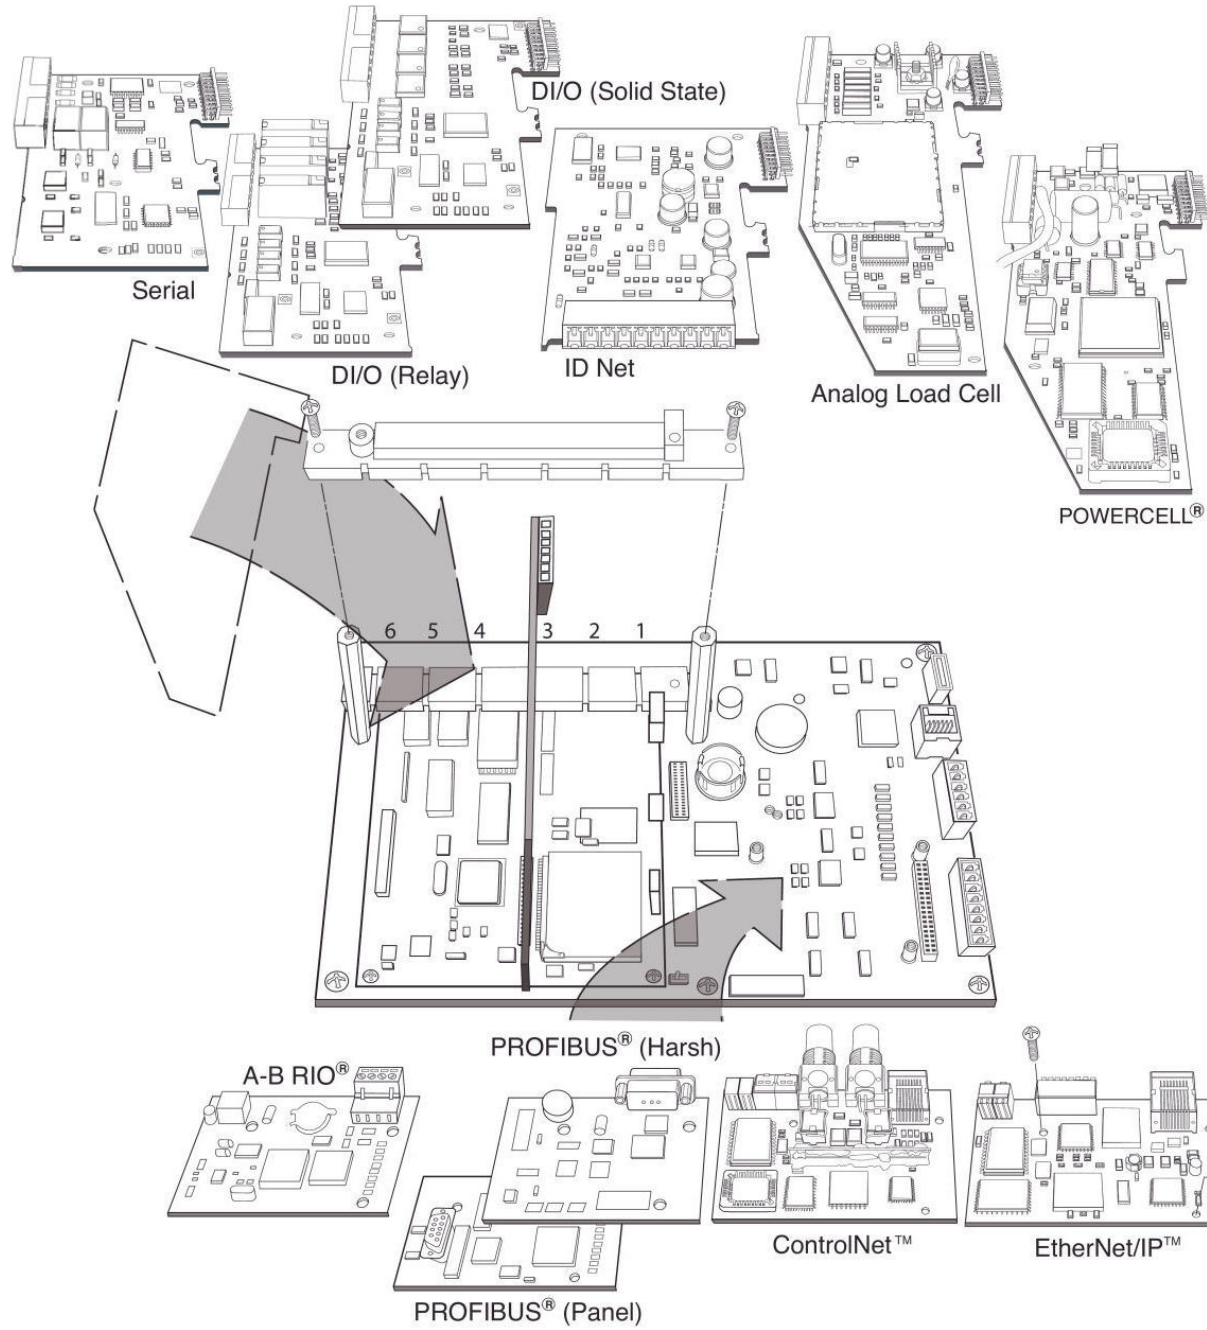 DI/O (Solid State)
Serial
DI/O (Relay)
ID Net
Analog Load Cell
POWERCELL®
6 5 4 3 2 1
PROFIBUS® (Harsh)
A-B RIO®
ControlNet™
EtherNet/IP™
PROFIBUS® (Panel)